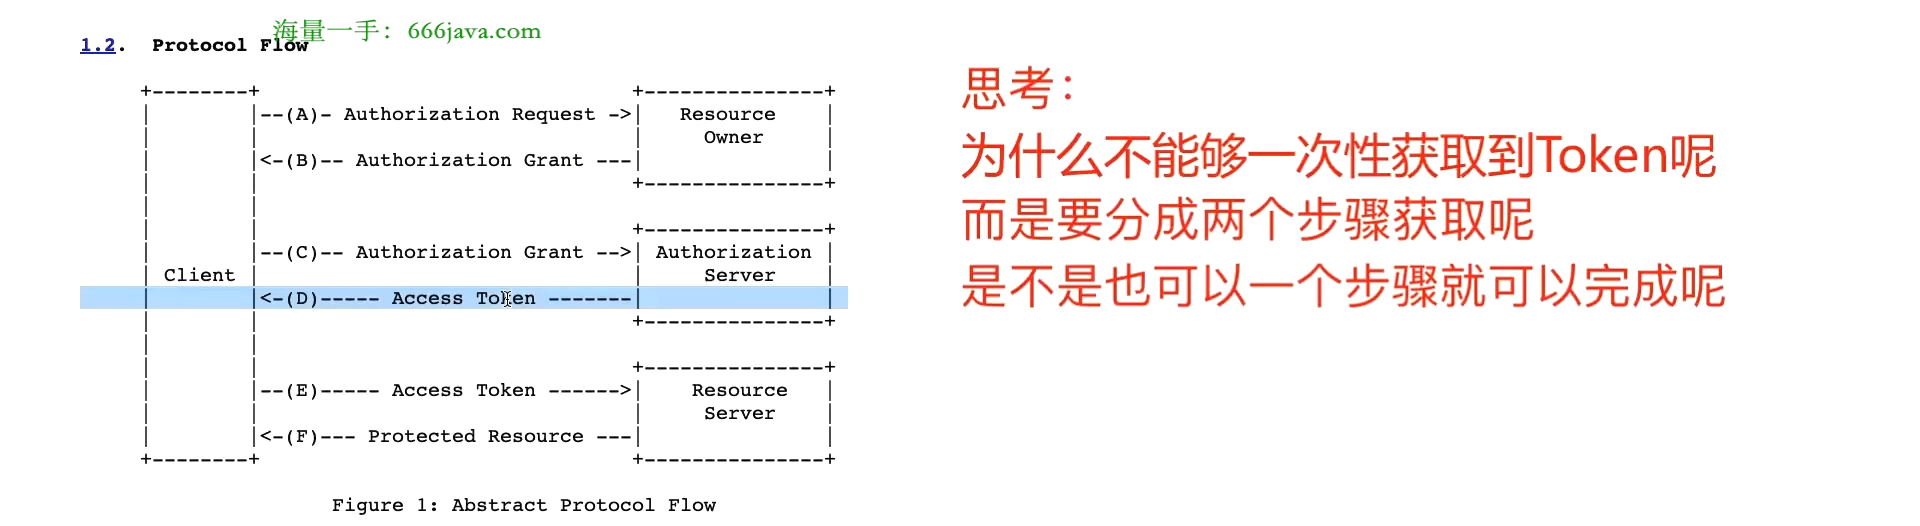 海量一手：666java.com
1.2.  Protocol Flow
+--------+                               +---------------+
|        |--(A)- Authorization Request ->|   Resource    |
|        |                               |     Owner     |
|        |<-(B)-- Authorization Grant ---|               |
|        |                               +---------------+
|        |
|        |                               +---------------+
|        |--(C)-- Authorization Grant -->| Authorization |
| Client |                               |     Server    |
|        |<-(D)----- Access Token -------|               |
|        |                               +---------------+
|        |
|        |                               +---------------+
|        |--(E)----- Access Token ------>|    Resource   |
|        |                               |     Server    |
|        |<-(F)--- Protected Resource ---|               |
+--------+                               +---------------+
Figure 1: Abstract Protocol Flow
思考：
为什么不能够一次性获取到Token呢
而是要分成两个步骤获取呢
是不是也可以一个步骤就可以完成呢